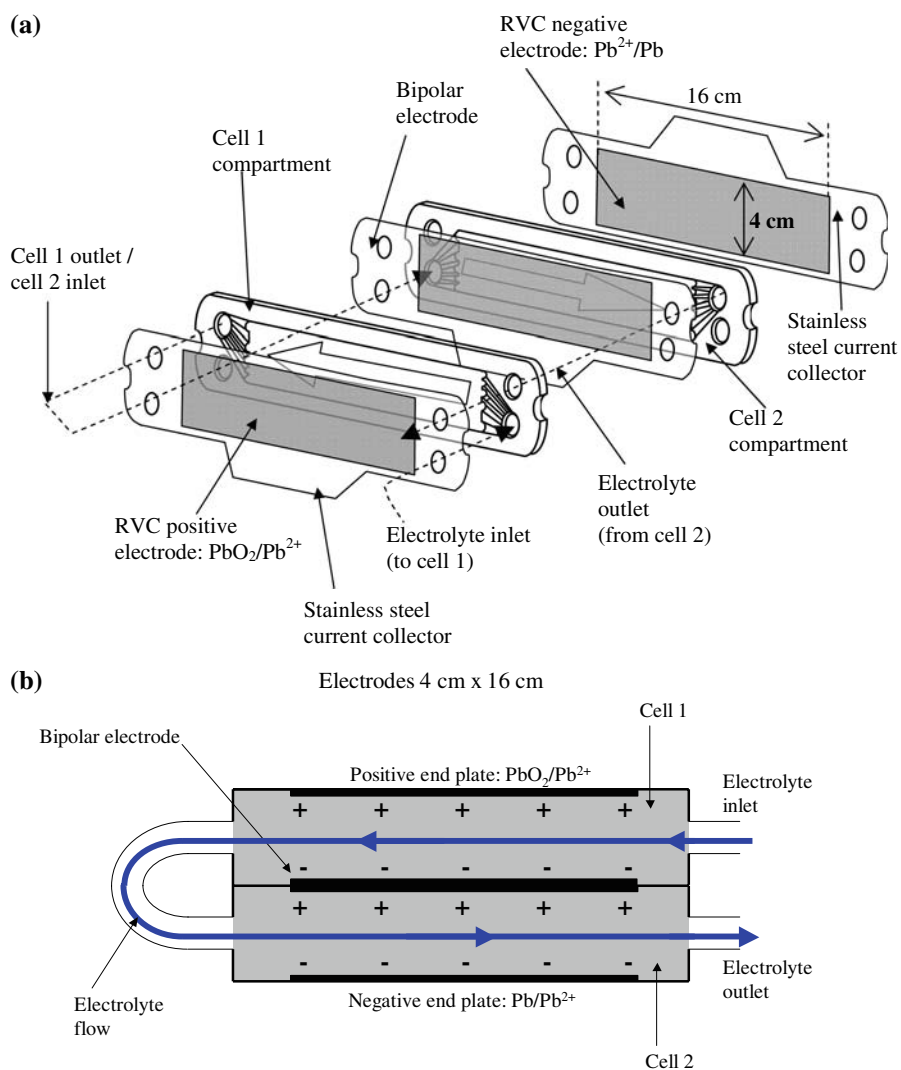 (a)
RVC negative
electrode: Pb²⁺/Pb
16 cm
Bipolar
electrode
Cell 1
compartment
4 cm
Cell 1 outlet /
cell 2 inlet
Stainless
steel current
collector
Cell 2
compartment
Electrolyte
outlet
(from cell 2)
RVC positive
electrode: PbO₂/Pb²⁺
Electrolyte inlet
(to cell 1)
Stainless steel
current collector
(b)
Electrodes 4 cm x 16 cm
Cell 1
Bipolar electrode
Positive end plate: PbO₂/Pb²⁺
Electrolyte
inlet
+ + + + +
- - - - -
+ + + + +
- - - - -
Electrolyte
outlet
Electrolyte
flow
Negative end plate: Pb/Pb²⁺
Cell 2